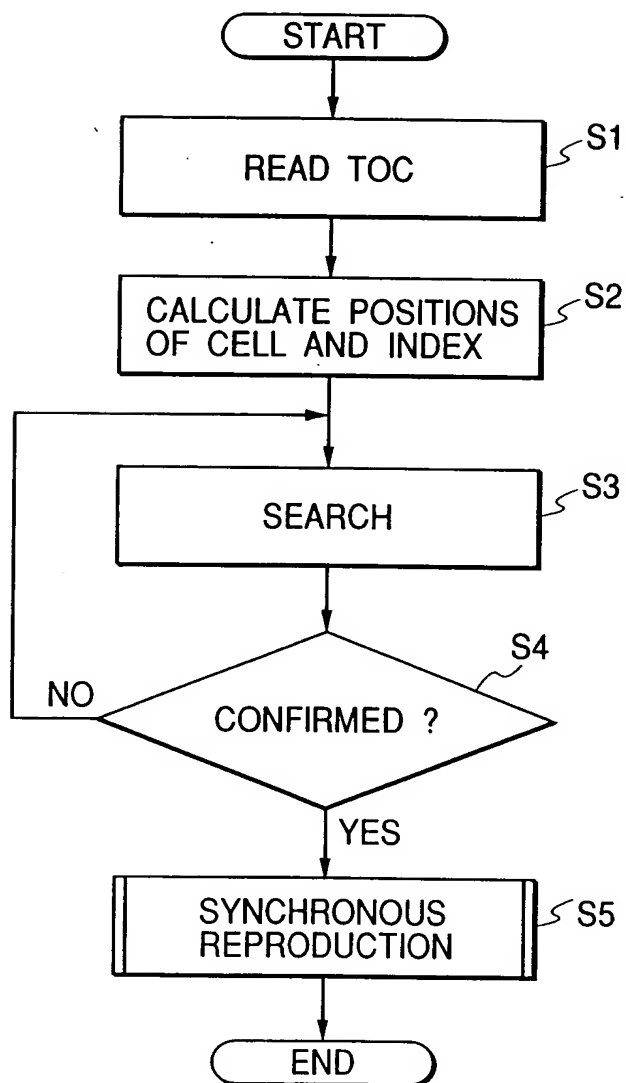 START
READ TOC
S1
CALCULATE POSITIONS
OF CELL AND INDEX
S2
SEARCH
S3
S4
CONFIRMED ?
NO
YES
SYNCHRONOUS
REPRODUCTION
S5
END